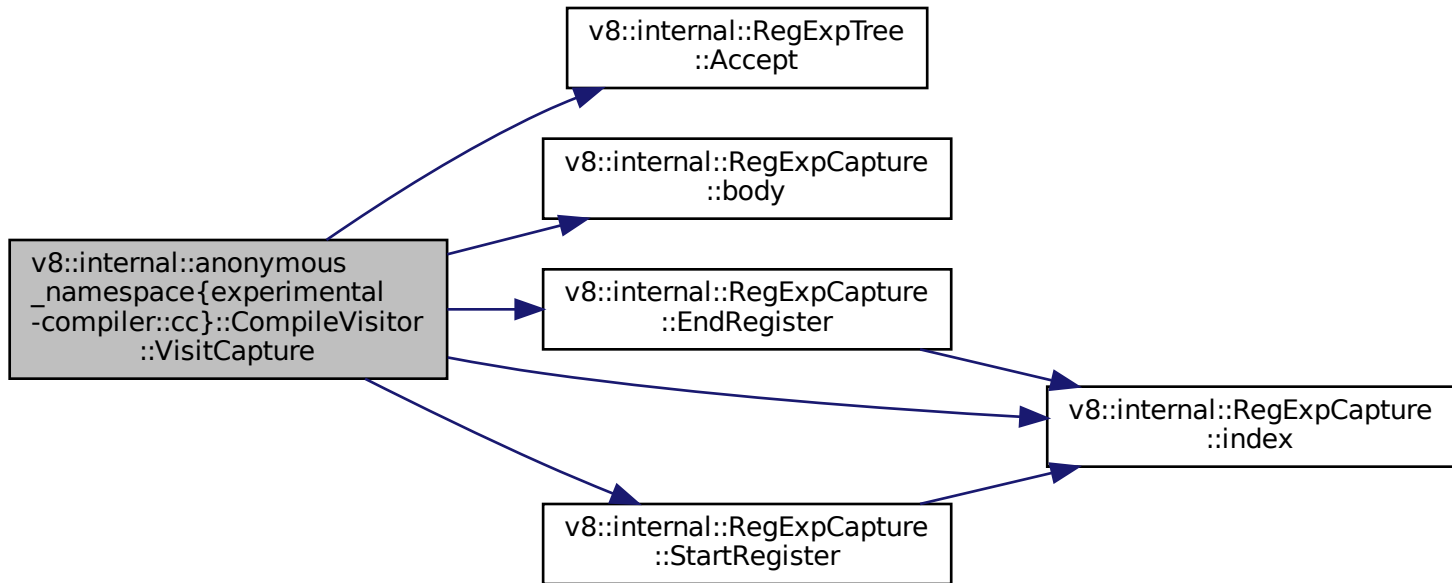 v8::internal::RegExpTree
::Accept
v8::internal::RegExpCapture
::body
v8::internal::anonymous
_namespace{experimental
-compiler::cc}::CompileVisitor
::VisitCapture
v8::internal::RegExpCapture
::EndRegister
v8::internal::RegExpCapture
::index
v8::internal::RegExpCapture
::StartRegister